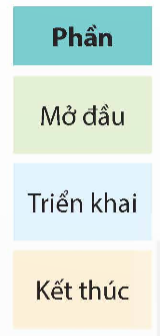 Phần
Mở đầu
Triển khai
Kết thúc